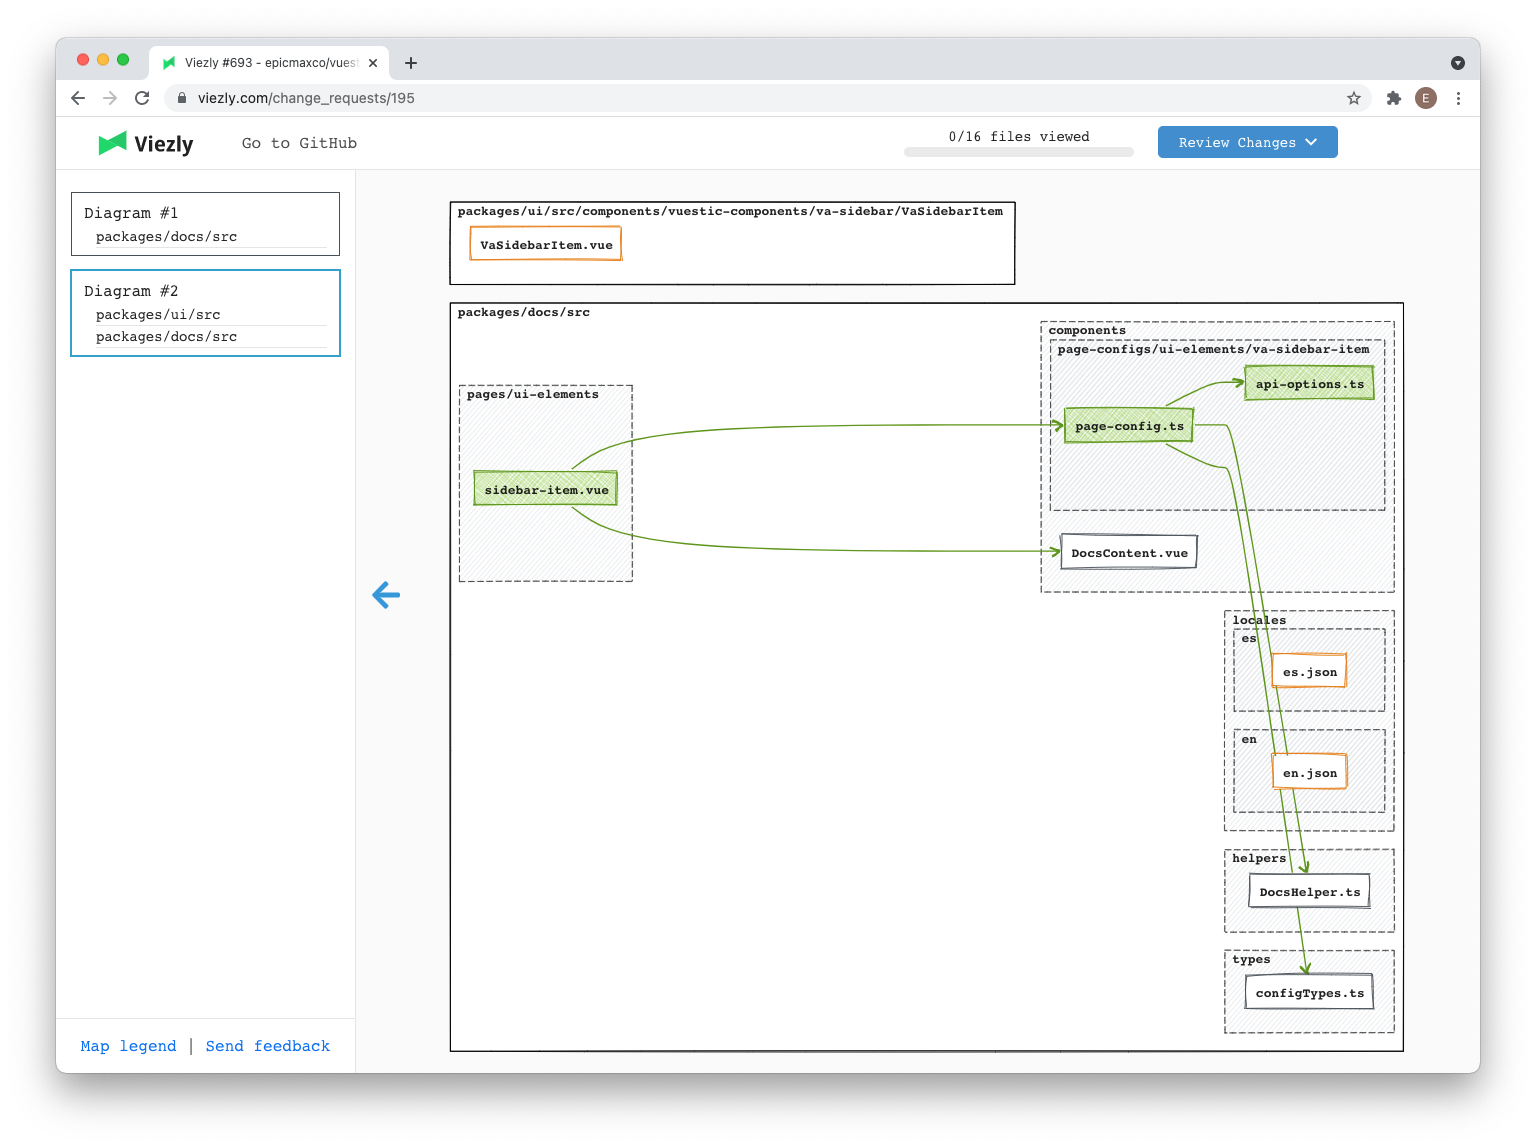 Viezly #693 - epicmaxco/vues
viezly.com/change_requests/195
E
Viezly
Go to GitHub
0/16 files viewed
Review Changes
Diagram #1
packages/docs/src
Diagram #2
packages/ui/src
packages/docs/src
packages/ui/src/components/vuestic-components/va-sidebar/VaSidebarItem
VaSidebarItem.vue
packages/docs/src
components
page-configs/ui-elements/va-sidebar-item
api-options.ts
pages/ui-elements
page-config.ts
sidebar-item.vue
DocsContent.vue
locales
es
es.json
en
en.json
helpers
DocsHelper.ts
types
configTypes.ts
Map legend | Send feedback